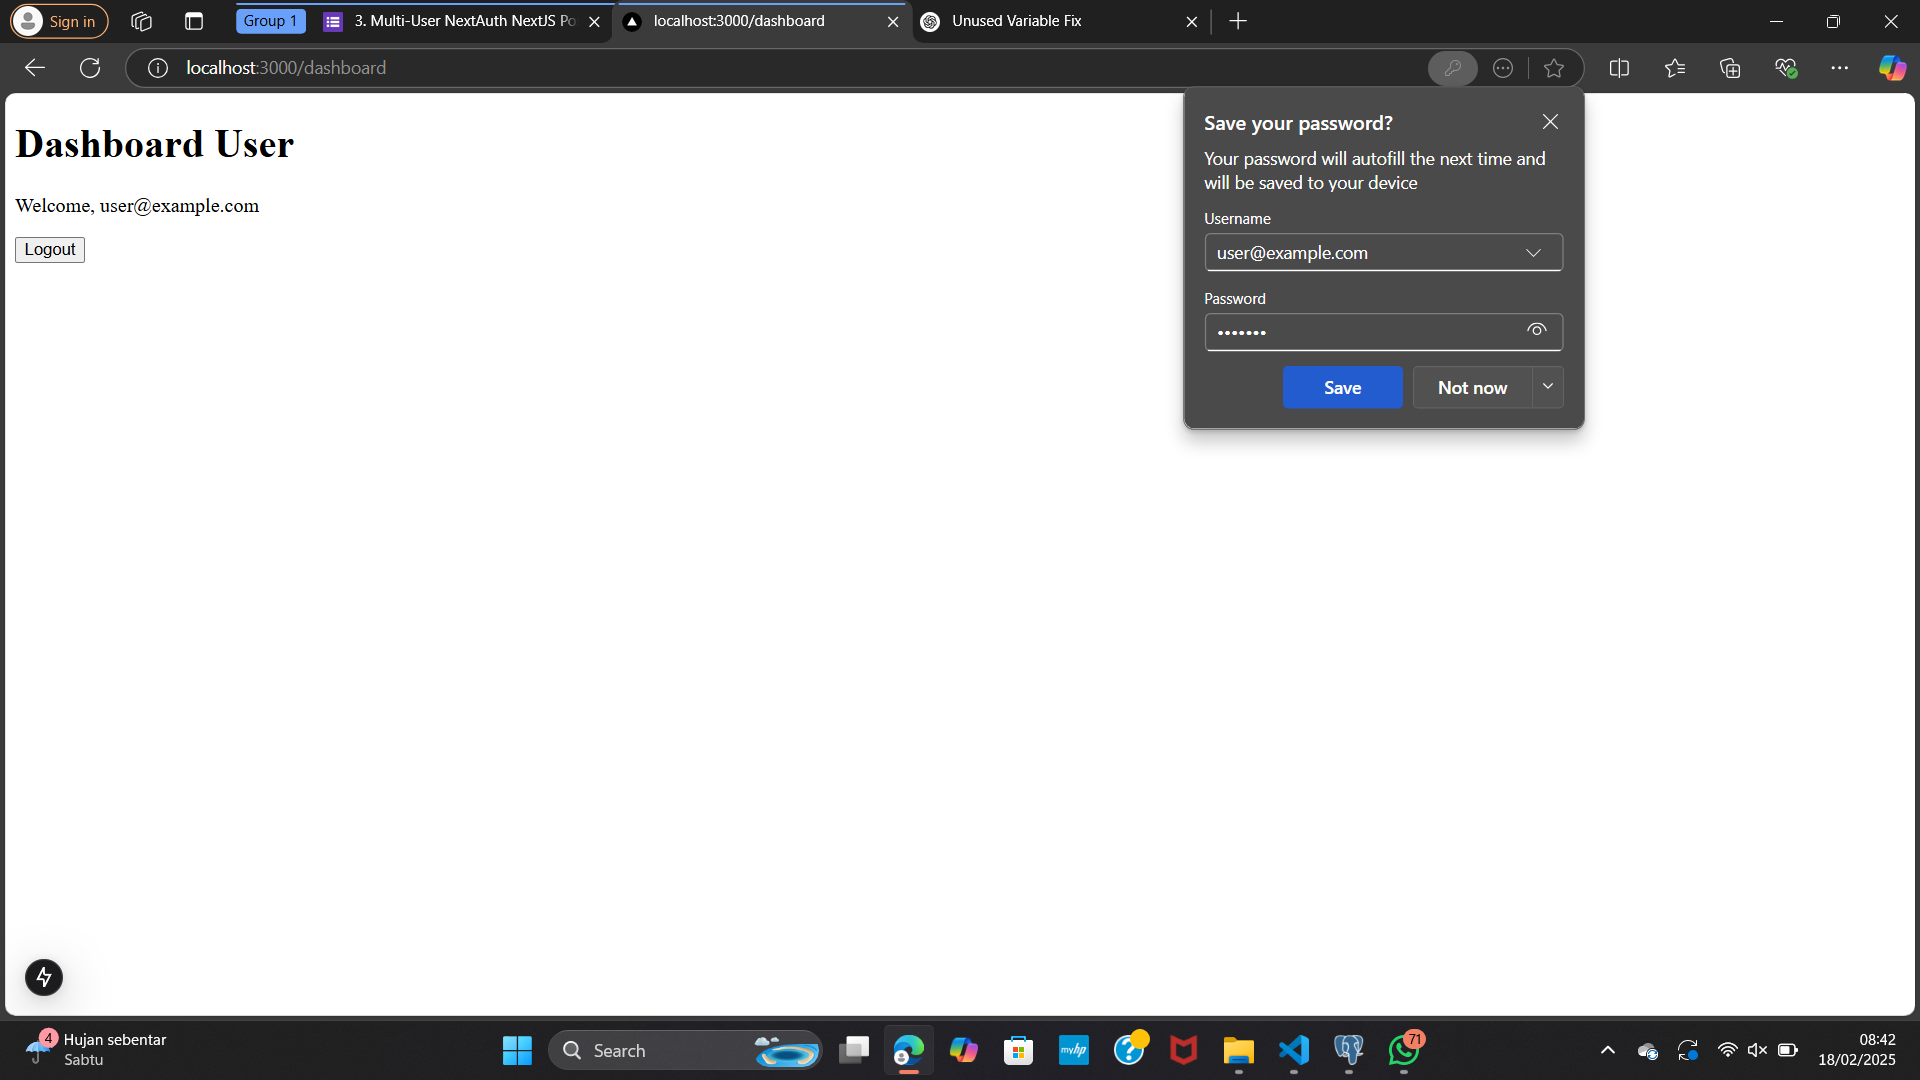 Sign in
Group 1
3. Multi-User NextAuth NextJS Po
localhost:3000/dashboard
Unused Variable Fix
localhost:3000/dashboard
Dashboard User
Welcome, user@example.com
Logout
Save your password?
Your password will autofill the next time and
will be saved to your device
Username
user@example.com
Password
•••••••
Save
Not now
4
Hujan sebentar
Sabtu
Search
myhp
71
08:42
18/02/2025